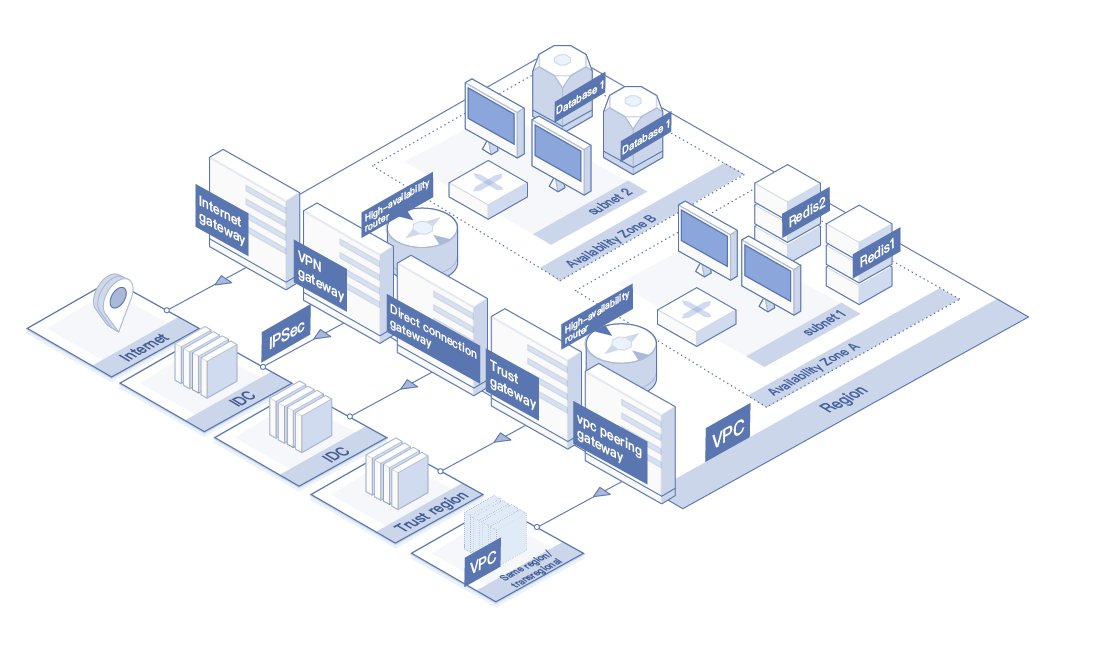 Database 1
Database 1
subnet 2
Availability Zone B
Redis2
Redis1
subnet 1
Availability Zone A
Region
VPC
High-availability
router
High-availability
router
Internet
gateway
VPN
gateway
Direct connection
gateway
Trust
gateway
vpc peering
gateway
IPSec
Internet
IDC
IDC
Trust region
VPC
Same region/
transregional